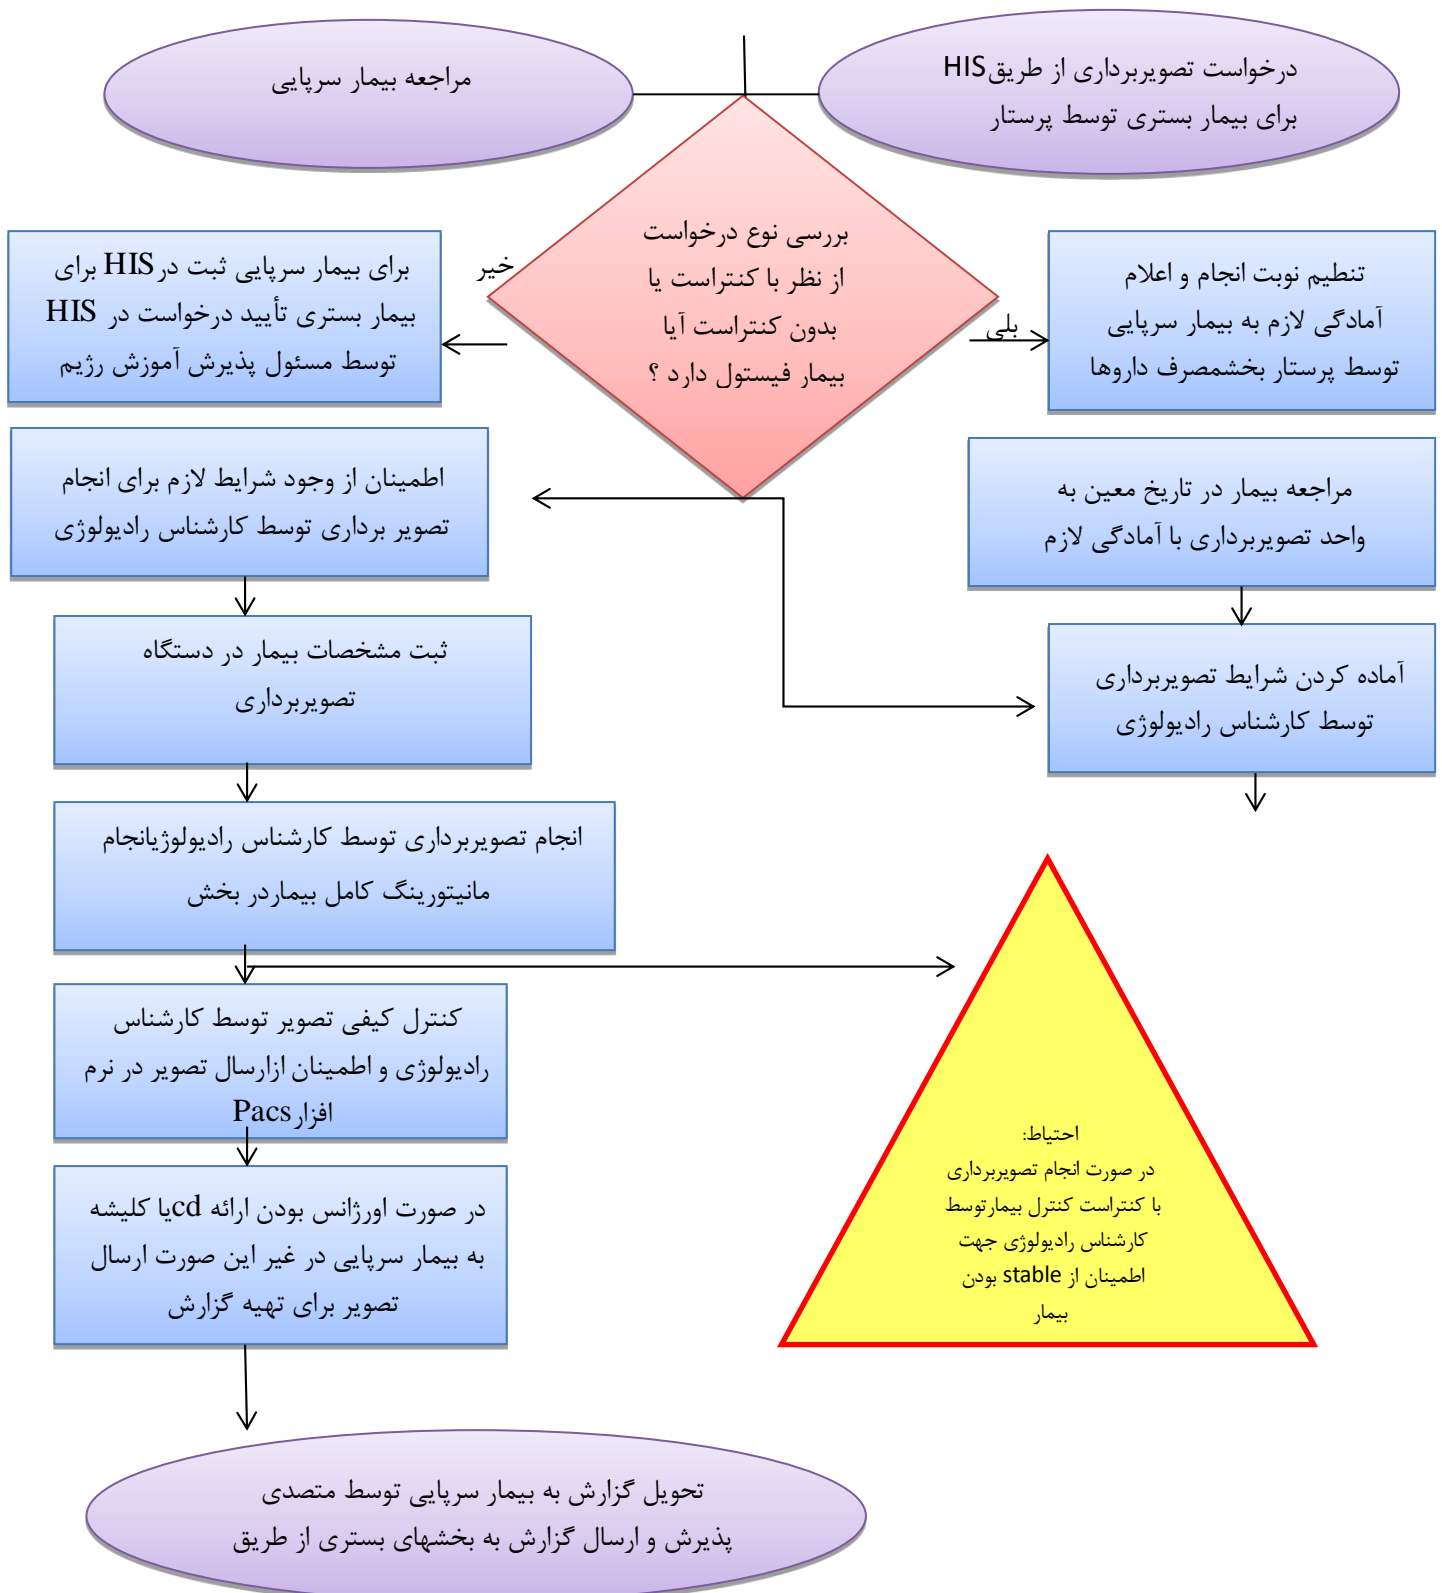 درخواست تصویربرداری از طریقHIS
برای بیمار بستری توسط پرستار
مراجعه بیمار سرپایی
بررسی نوع درخواست
از نظر با کنتراست یا
بدون کنتراست آیا
بیمار فیستول دارد ؟
بلی
خیر
تنطیم نوبت انجام و اعلام
آمادگی لازم به بیمار سرپایی
توسط پرستار بخشمصرف داروها
برای بیمار سرپایی ثبت درHIS برای
بیمار بستری تأیید درخواست در HIS
توسط مسئول پذیرش آموزش رژیم
مراجعه بیمار در تاریخ معین به
واحد تصویربرداری با آمادگی لازم
اطمینان از وجود شرایط لازم برای انجام
تصویر برداری توسط کارشناس رادیولوژی
آماده کردن شرایط تصویربرداری
توسط کارشناس رادیولوژی
ثبت مشخصات بیمار در دستگاه
تصویربرداری
انجام تصویربرداری توسط کارشناس رادیولوژیانجام
مانیتورینگ کامل بیماردر بخش
کنترل کیفی تصویر توسط کارشناس
رادیولوژی و اطمینان ازارسال تصویر در نرم
افزارPacs
احتیاط:
در صورت انجام تصویربرداری
با کنتراست کنترل بیمارتوسط
کارشناس رادیولوژی جهت
اطمینان از stable بودن
بیمار
در صورت اورژانس بودن ارائه cdیا کلیشه
به بیمار سرپایی در غیر این صورت ارسال
تصویر برای تهیه گزارش
تحویل گزارش به بیمار سرپایی توسط متصدی
پذیرش و ارسال گزارش به بخشهای بستری از طریق